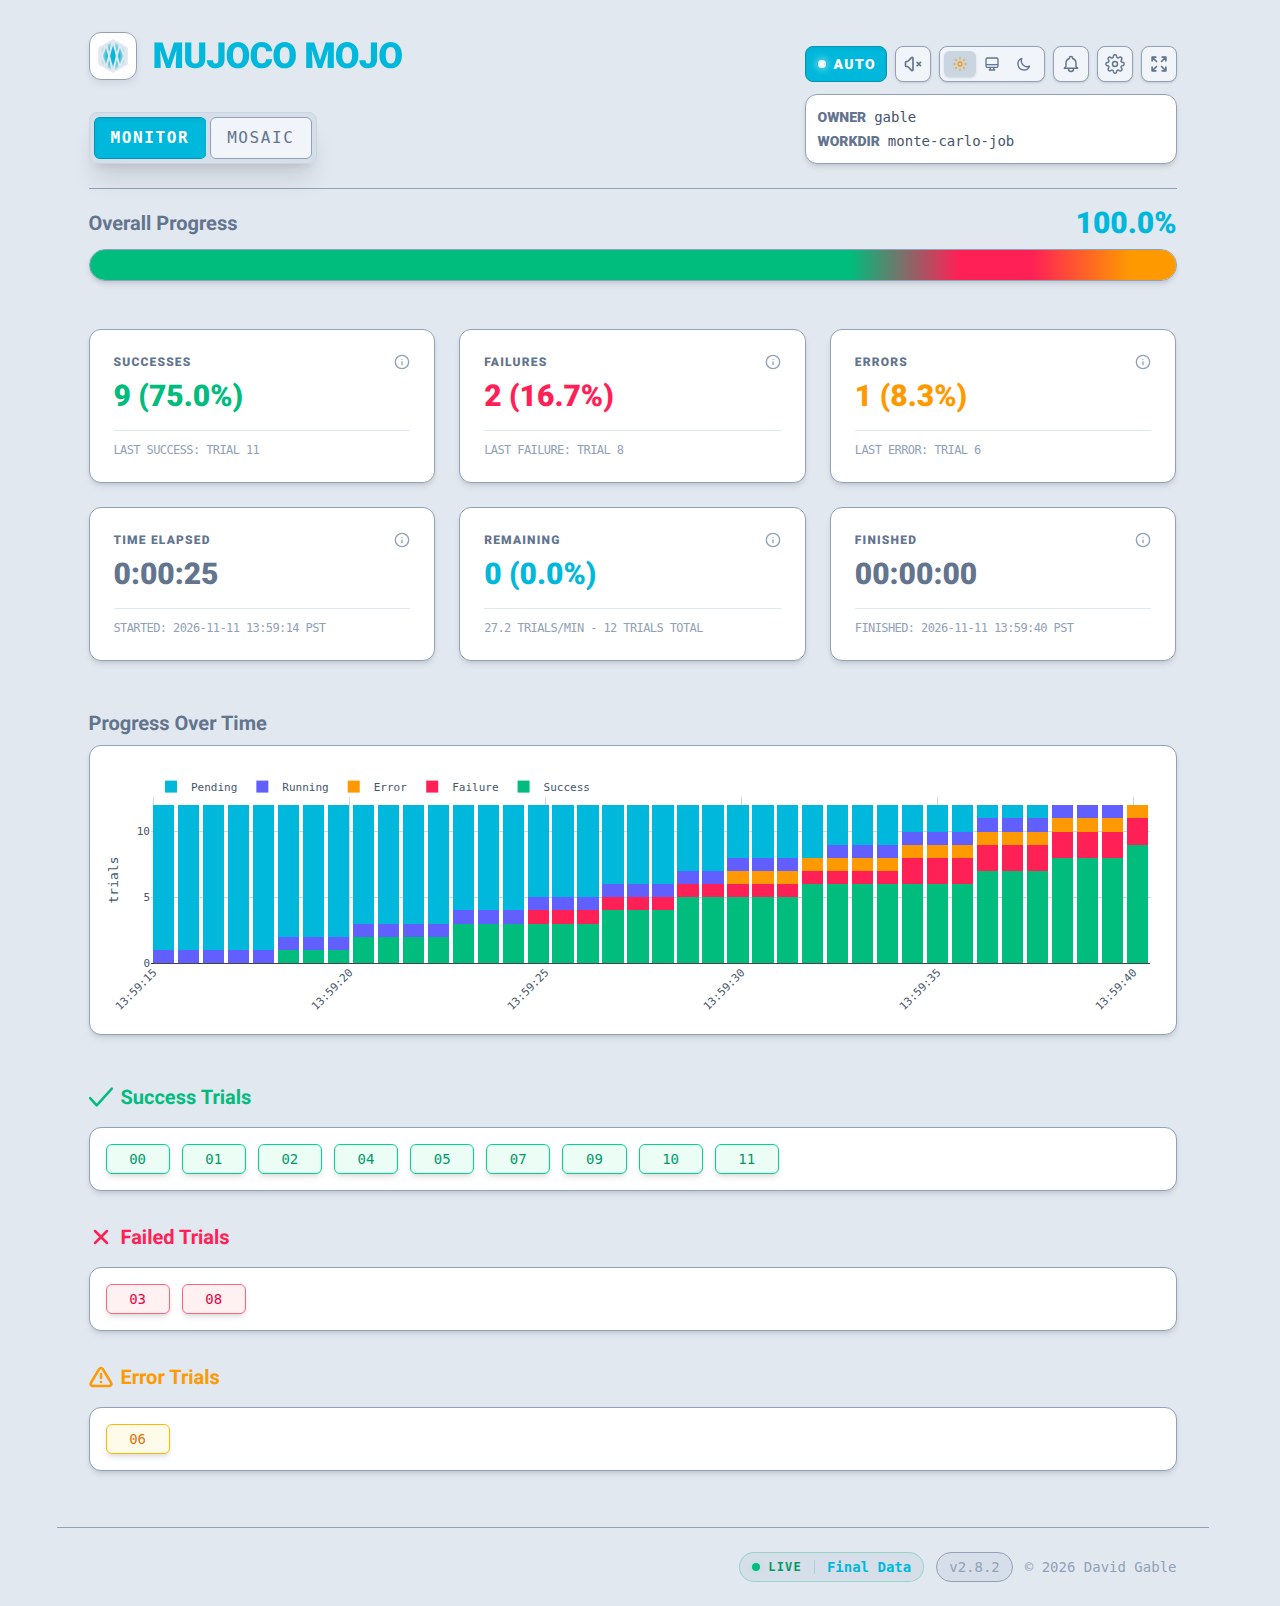 MUJOCO MOJO
AUTO
OWNER gable
WORKDIR monte-carlo-job
MONITOR
MOSAIC
Overall Progress
100.0%
SUCCESSES
9 (75.0%)
LAST SUCCESS: TRIAL 11
FAILURES
2 (16.7%)
LAST FAILURE: TRIAL 8
ERRORS
1 (8.3%)
LAST ERROR: TRIAL 6
TIME ELAPSED
0:00:25
STARTED: 2026-11-11 13:59:14 PST
REMAINING
0 (0.0%)
27.2 TRIALS/MIN - 12 TRIALS TOTAL
FINISHED
00:00:00
FINISHED: 2026-11-11 13:59:40 PST
Progress Over Time
Pending Running Error Failure Success
trials
10
5
0
13:59:15 13:59:20 13:59:25 13:59:30 13:59:35 13:59:40
Success Trials
00 01 02 04 05 07 09 10 11
Failed Trials
03 08
Error Trials
06
LIVE Final Data v2.8.2 © 2026 David Gable